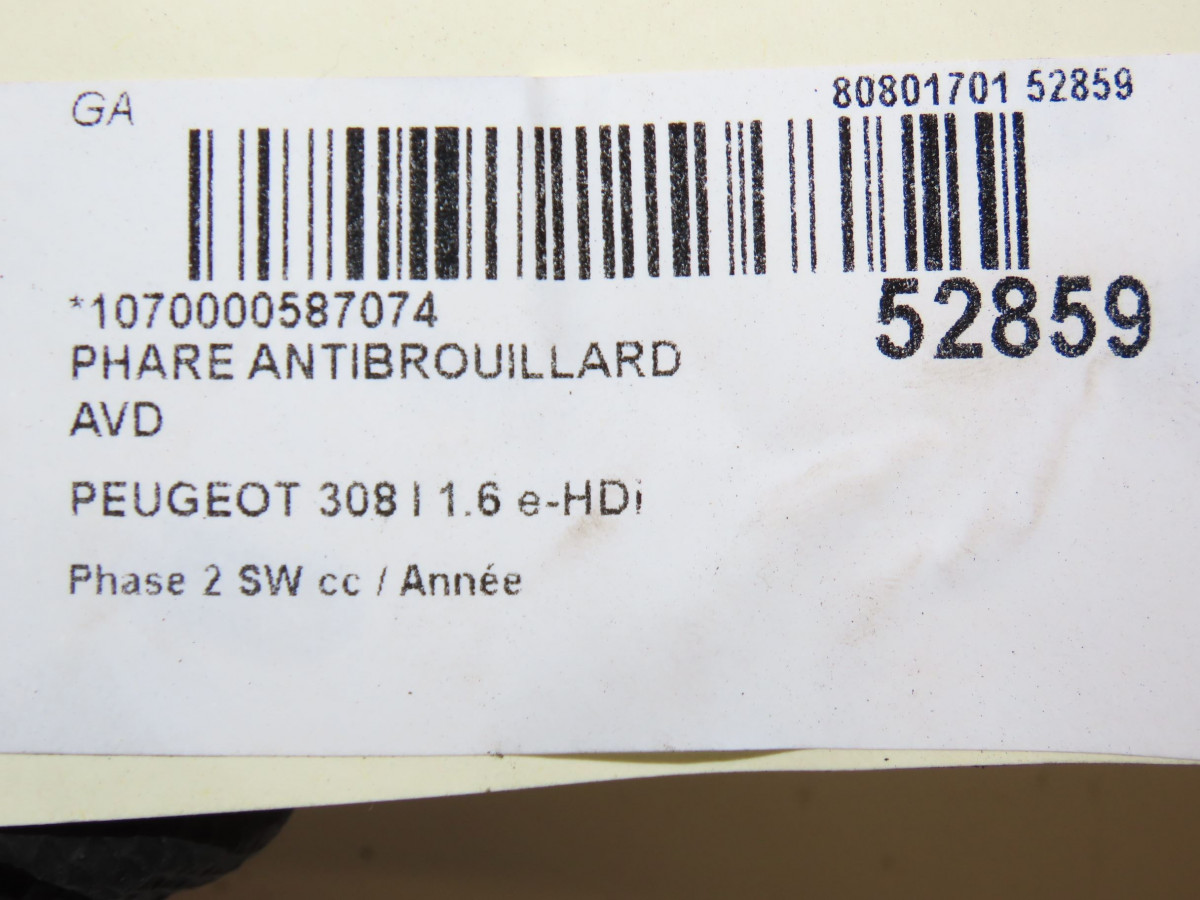 GA
80801701 52859
52859
*1070000587074
PHARE ANTIBROUILLARD
AVD
PEUGEOT 308 I 1.6 e-HDi
Phase 2 SW cc / Année